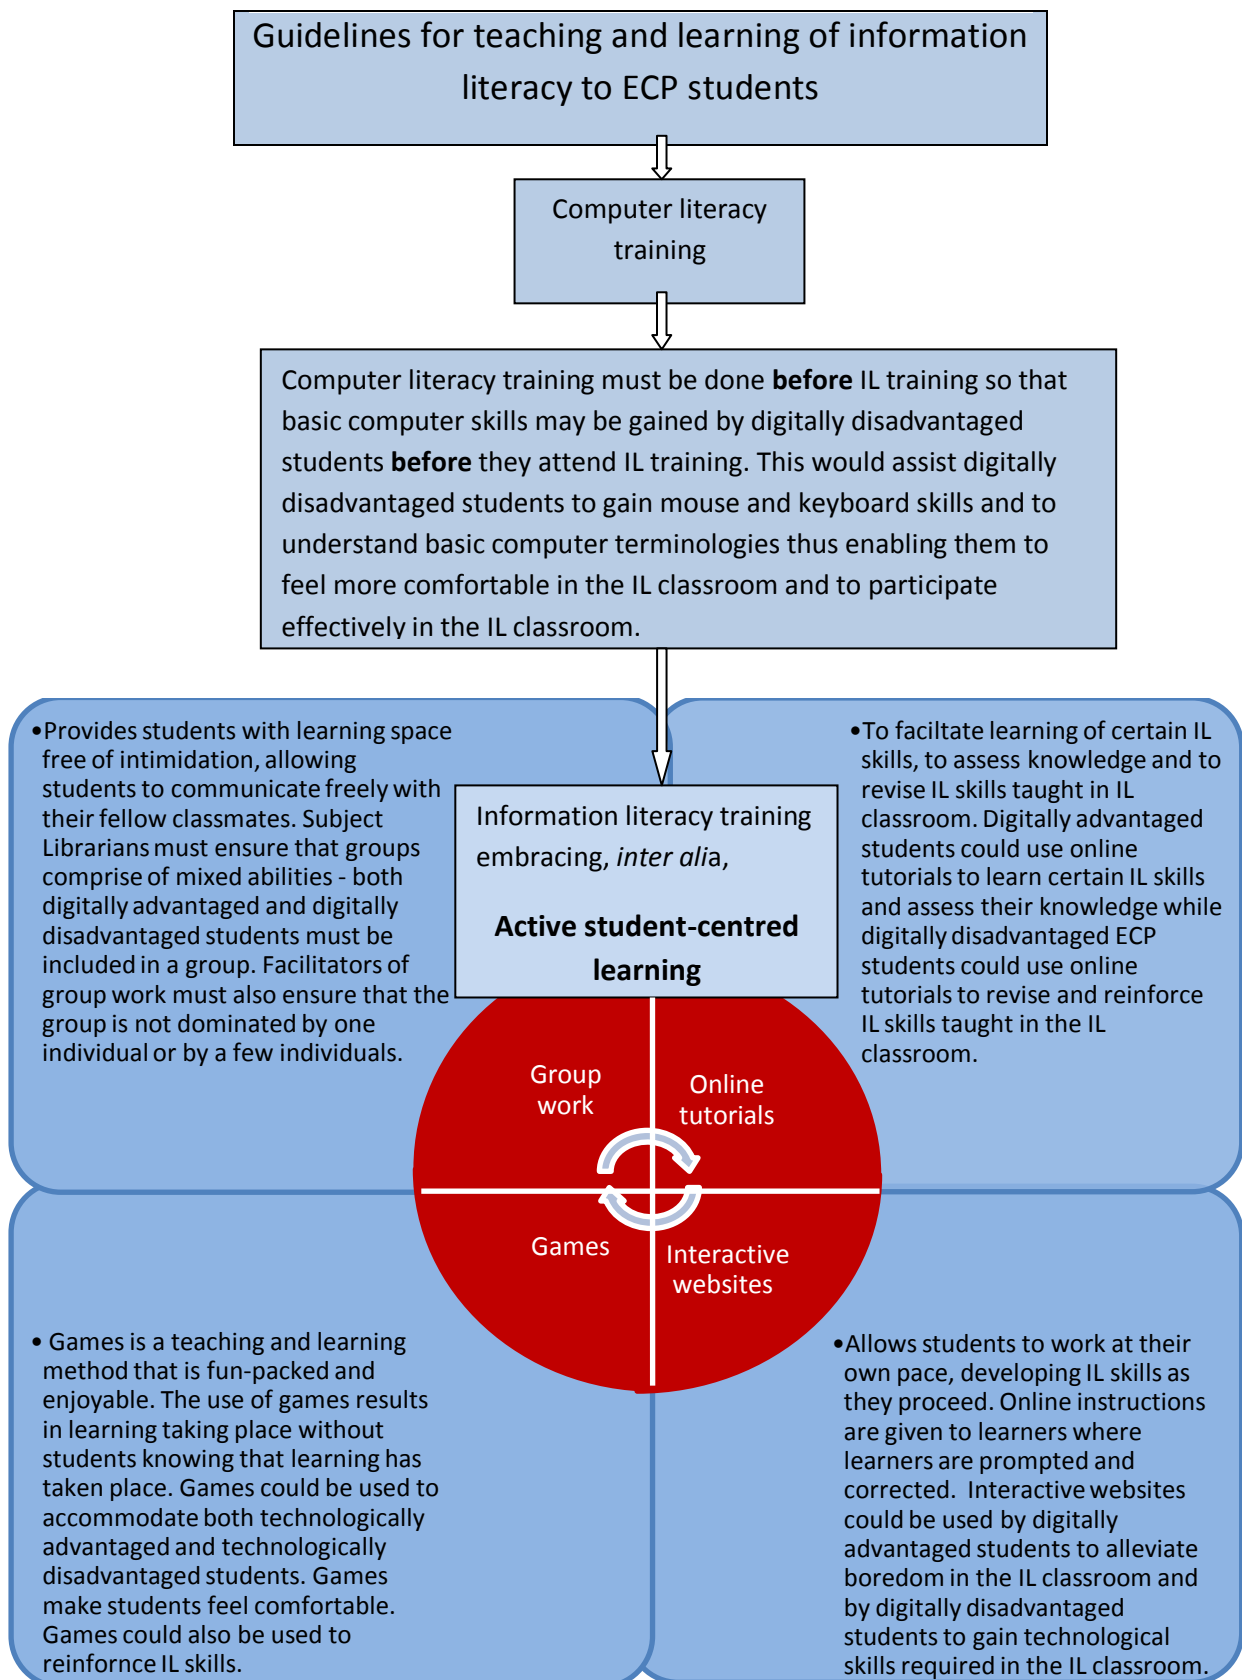 Guidelines for teaching and learning of information
literacy to ECP students
Computer literacy
training
Computer literacy training must be done before IL training so that
basic computer skills may be gained by digitally disadvantaged
students before they attend IL training. This would assist digitally
disadvantaged students to gain mouse and keyboard skills and to
understand basic computer terminologies thus enabling them to
feel more comfortable in the IL classroom and to participate
effectively in the IL classroom.
•Provides students with learning space
free of intimidation, allowing
students to communicate freely with
their fellow classmates. Subject
Librarians must ensure that groups
comprise of mixed abilities - both
digitally advantaged and digitally
disadvantaged students must be
included in a group. Facilitators of
group work must also ensure that the
group is not dominated by one
individual or by a few individuals.
Information literacy training
embracing, inter alia,
Active student-centred
learning
•To faciltate learning of certain IL
skills, to assess knowledge and to
revise IL skills taught in IL
classroom. Digitally advantaged
students could use online
tutorials to learn certain IL skills
and assess their knowledge while
digitally disadvantaged ECP
students could use online
tutorials to revise and reinforce
IL skills taught in the IL
classroom.
Group
work
Online
tutorials
Games
Interactive
websites
• Games is a teaching and learning
method that is fun-packed and
enjoyable. The use of games results
in learning taking place without
students knowing that learning has
taken place. Games could be used to
accommodate both technologically
advantaged and technologically
disadvantaged students. Games
make students feel comfortable.
Games could also be used to
reinfornce IL skills.
•Allows students to work at their
own pace, developing IL skills as
they proceed. Online instructions
are given to learners where
learners are prompted and
corrected.  Interactive websites
could be used by digitally
advantaged students to alleviate
boredom in the IL classroom and
by digitally disadvantaged
students to gain technological
skills required in the IL classroom.